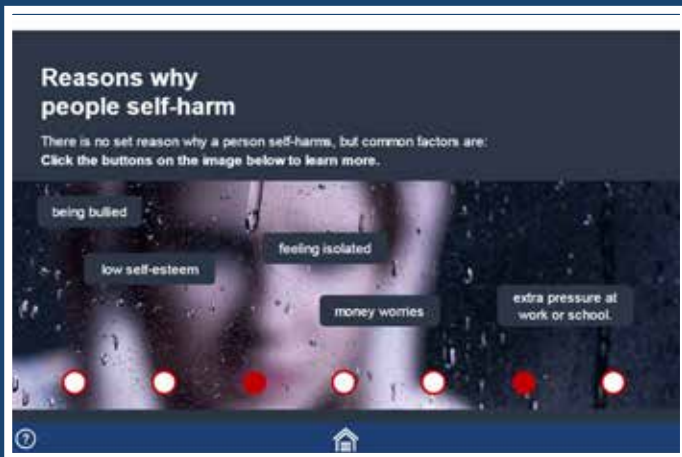 Reasons why
people self-harm
There is no set reason why a person self-harms, but common factors are:
Click the buttons on the image below to learn more.
being bullied
feeling isolated
low self-esteem
money worries
extra pressure at
work or school.
?